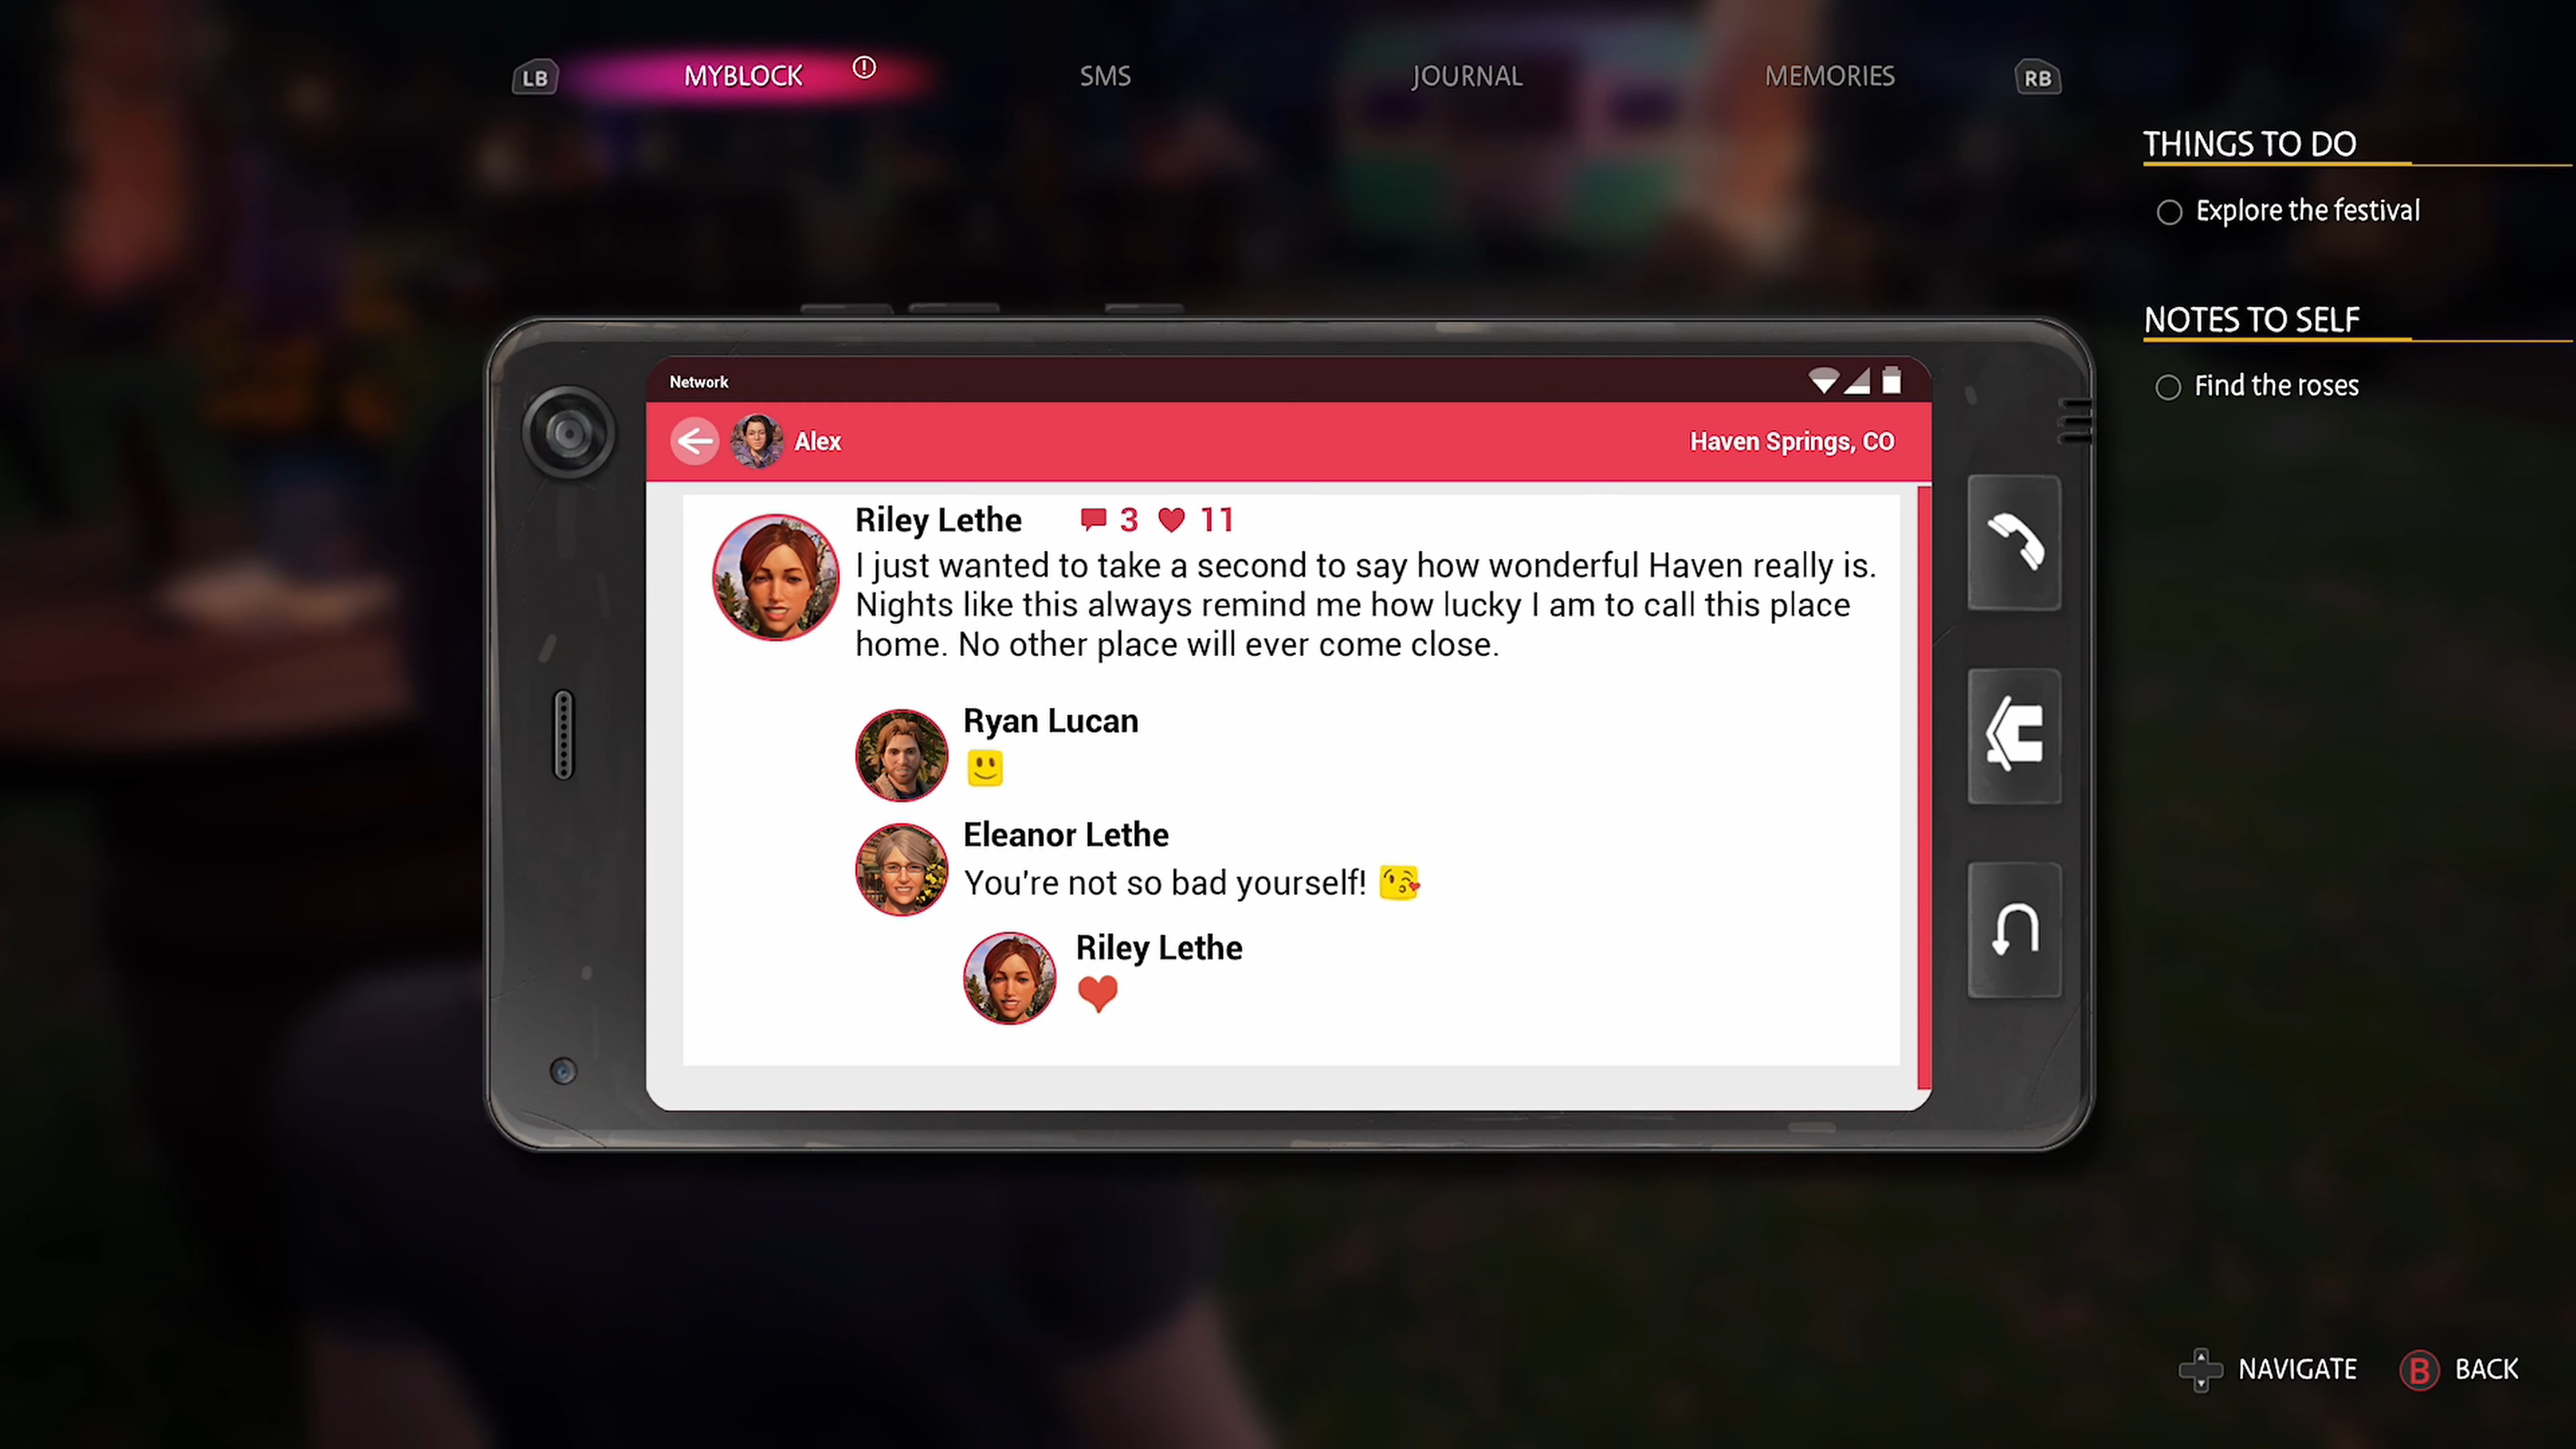 LB
MYBLOCK
SMS
JOURNAL
MEMORIES
RB
THINGS TO DO
Explore the festival
NOTES TO SELF
Find the roses
Network
Alex
Haven Springs, CO
Riley Lethe 3 11
I just wanted to take a second to say how wonderful Haven really is.
Nights like this always remind me how lucky I am to call this place
home. No other place will ever come close.
Ryan Lucan
Eleanor Lethe
You're not so bad yourself!
Riley Lethe
NAVIGATE
B BACK